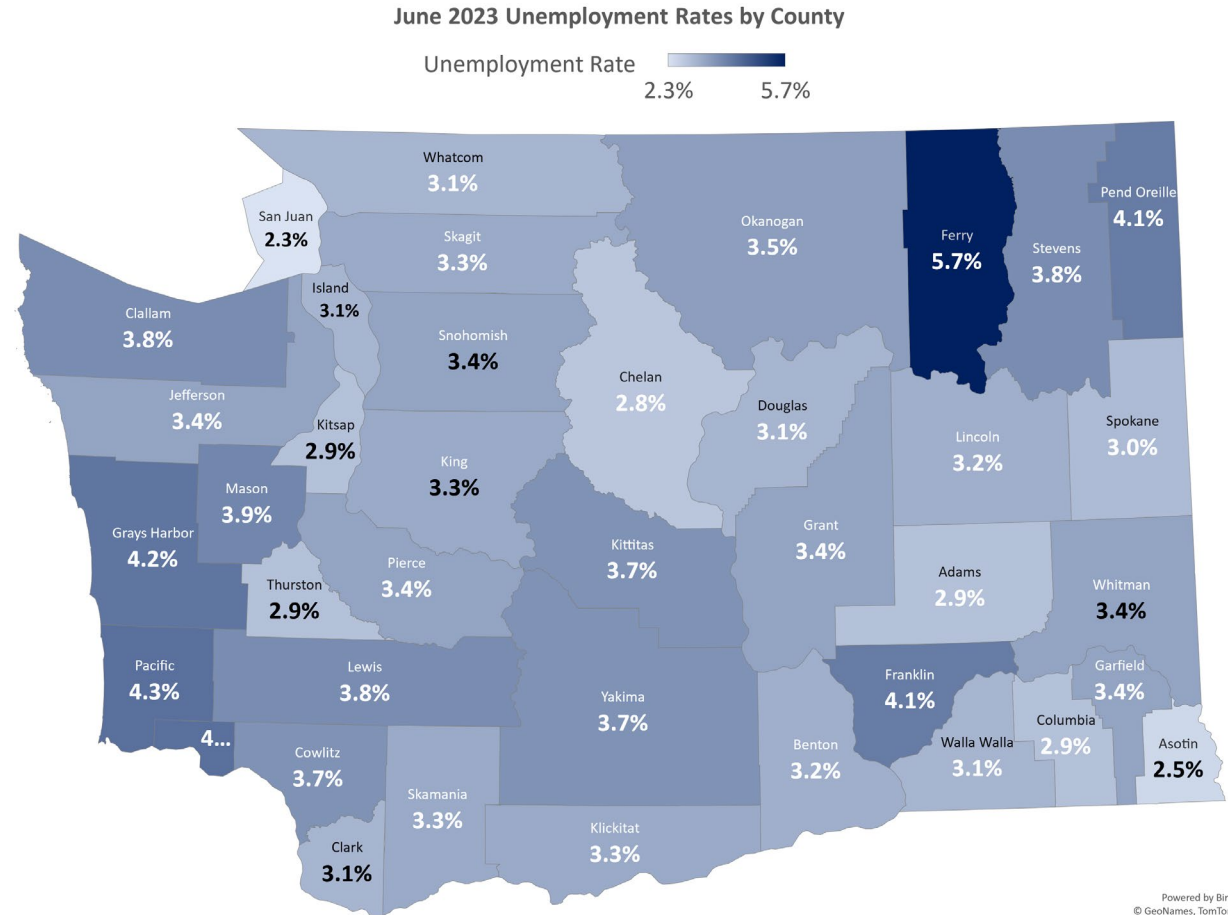 June 2023 Unemployment Rates by County
Unemployment Rate
2.3% 5.7%
Whatcom
3.1%
San Juan
2.3%
Skagit
3.3%
Okanogan
3.5%
Ferry
5.7%
Stevens
3.8%
Pend Oreille
4.1%
Island
3.1%
Clallam
3.8%
Snohomish
3.4%
Chelan
2.8%
Jefferson
3.4%
Kitsap
2.9%
Douglas
3.1%
King
3.3%
Lincoln
3.2%
Spokane
3.0%
Mason
3.9%
Grays Harbor
4.2%
Grant
3.4%
Kittitas
3.7%
Pierce
3.4%
Thurston
2.9%
Adams
2.9%
Whitman
3.4%
Pacific
4.3%
Lewis
3.8%
Yakima
3.7%
Franklin
4.1%
Garfield
3.4%
Columbia
2.9%
4...
Cowlitz
3.7%
Benton
3.2%
Walla Walla
3.1%
Asotin
2.5%
Skamania
3.3%
Klickitat
3.3%
Clark
3.1%
Powered by Bin
© GeoNames, TomTo